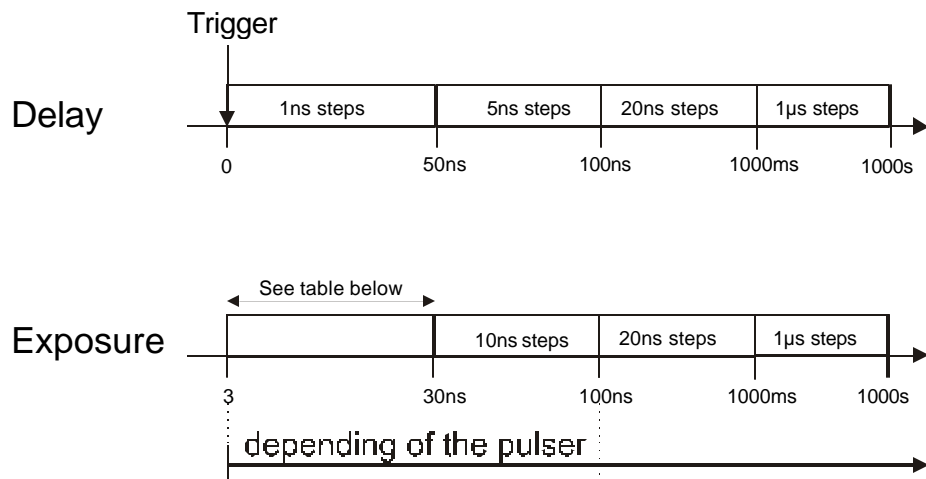 Trigger
Delay
1ns steps 5ns steps 20ns steps 1µs steps
0 50ns 100ns 1000ms 1000s
See table below
Exposure
10ns steps 20ns steps 1µs steps
3 30ns 100ns 1000ms 1000s
depending of the pulser